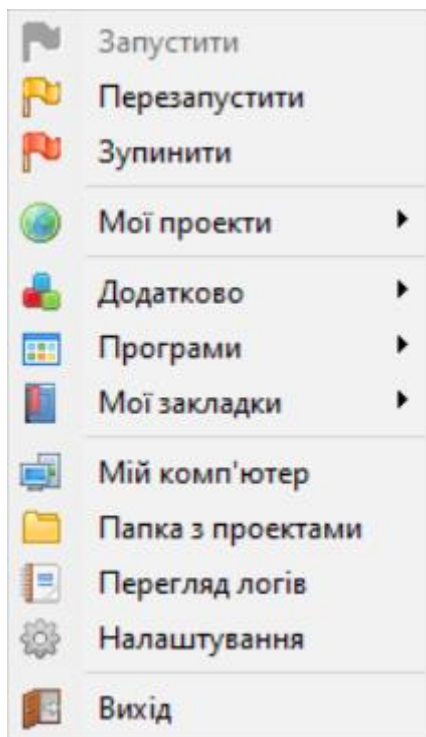 Запустити
Перезапустити
Зупинити
Мої проекти
Додатково
Програми
Мої закладки
Мій комп'ютер
Папка з проектами
Перегляд логів
Налаштування
Вихід